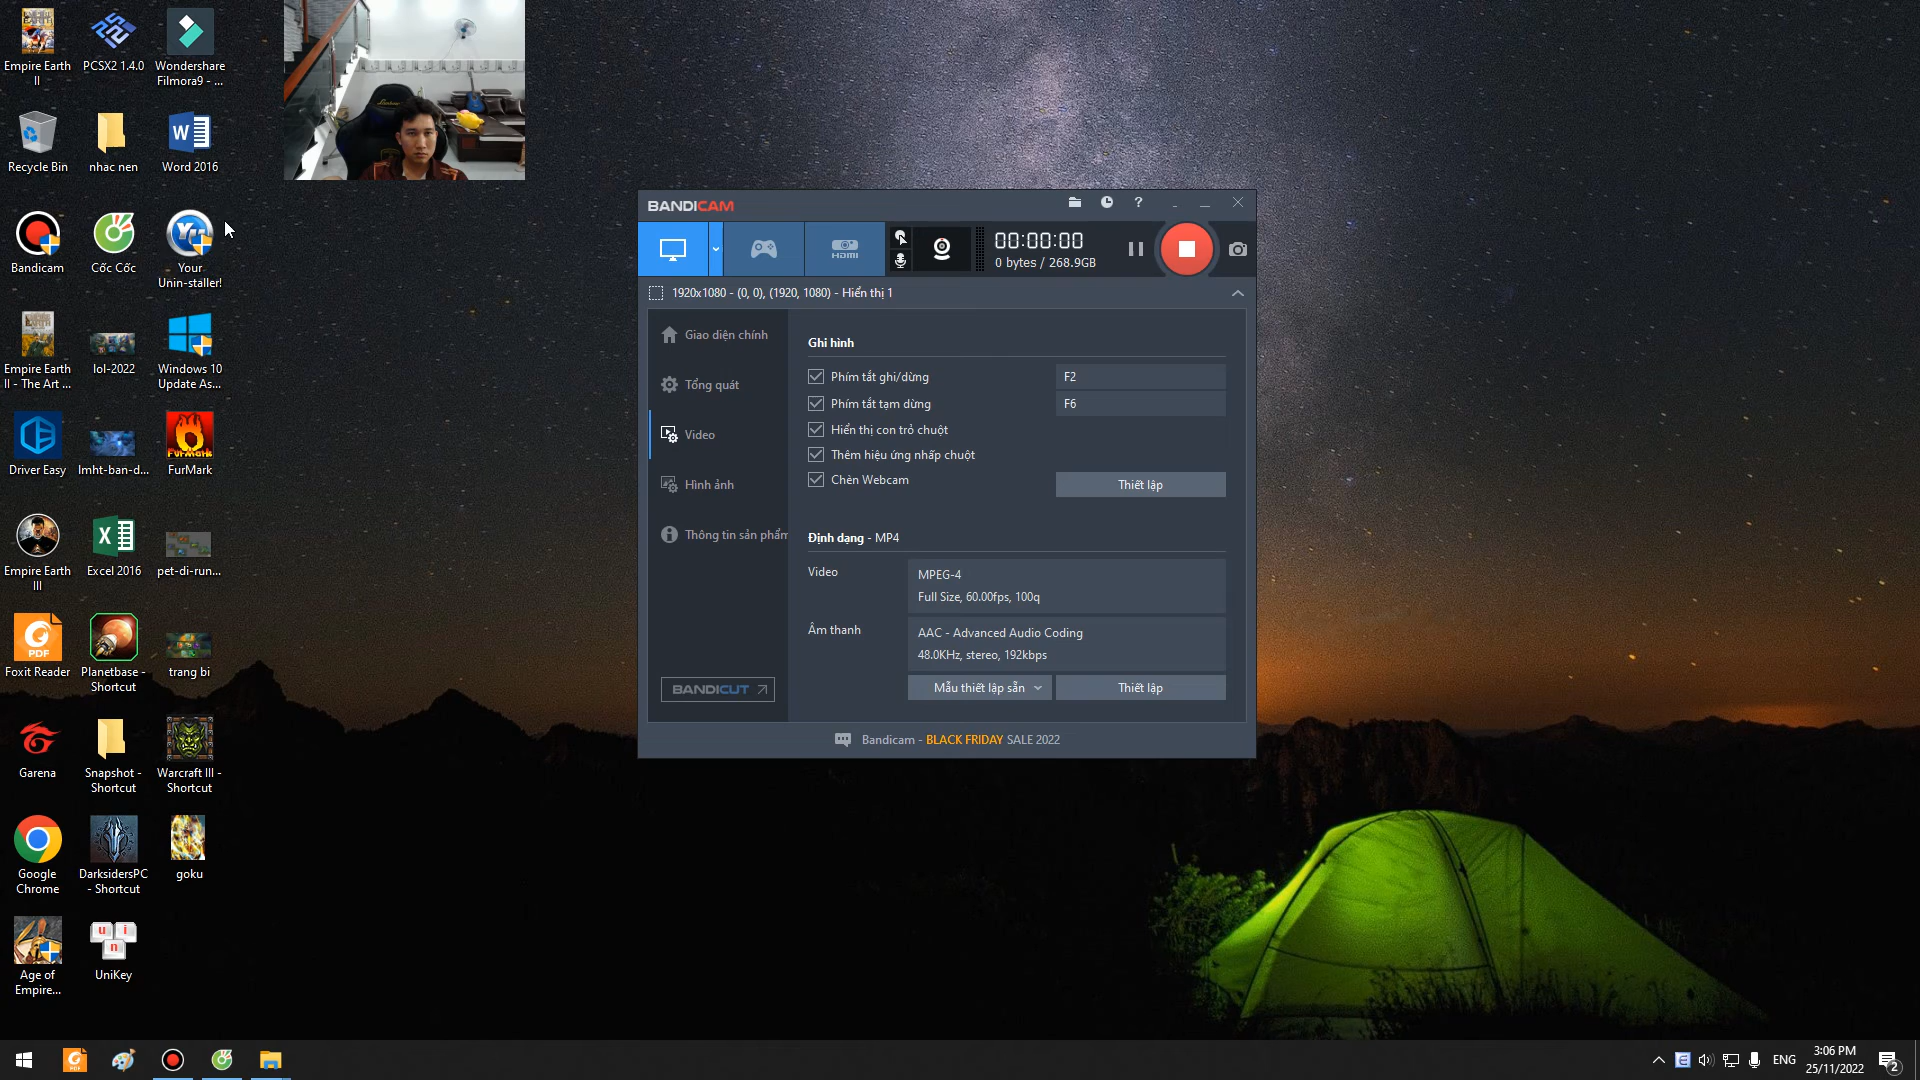 Empire Earth
II
PCSX2 1.4.0
Wondershare
Filmora9 - ...
Recycle Bin
nhac nen
Word 2016
Bandicam
Cốc Cốc
Your
Unin-staller!
Empire Earth
II - The Art ...
lol-2022
Windows 10
Update As...
Driver Easy
lmht-ban-d...
FurMark
Empire Earth
III
Excel 2016
pet-di-run...
Foxit Reader
Planetbase -
Shortcut
trang bi
Garena
Snapshot -
Shortcut
Warcraft III -
Shortcut
Google
Chrome
DarksidersPC
- Shortcut
goku
Age of
Empire...
UniKey
BANDICAM
?
HDMI
00:00:00
0 bytes / 268.9GB
1920x1080 - (0, 0), (1920, 1080) - Hiển thị 1
Giao diện chính
Tổng quát
Video
Hình ảnh
Thông tin sản phẩm
BANDICUT
Ghi hình
Phím tắt ghi/dừng
F2
Phím tắt tạm dừng
F6
Hiển thị con trỏ chuột
Thêm hiệu ứng nhấp chuột
Chèn Webcam
Thiết lập
Định dạng - MP4
Video
MPEG-4
Full Size, 60.00fps, 100q
Âm thanh
AAC - Advanced Audio Coding
48.0KHz, stereo, 192kbps
Mẫu thiết lập sẵn
Thiết lập
Bandicam - BLACK FRIDAY SALE 2022
ENG
3:06 PM
25/11/2022
2